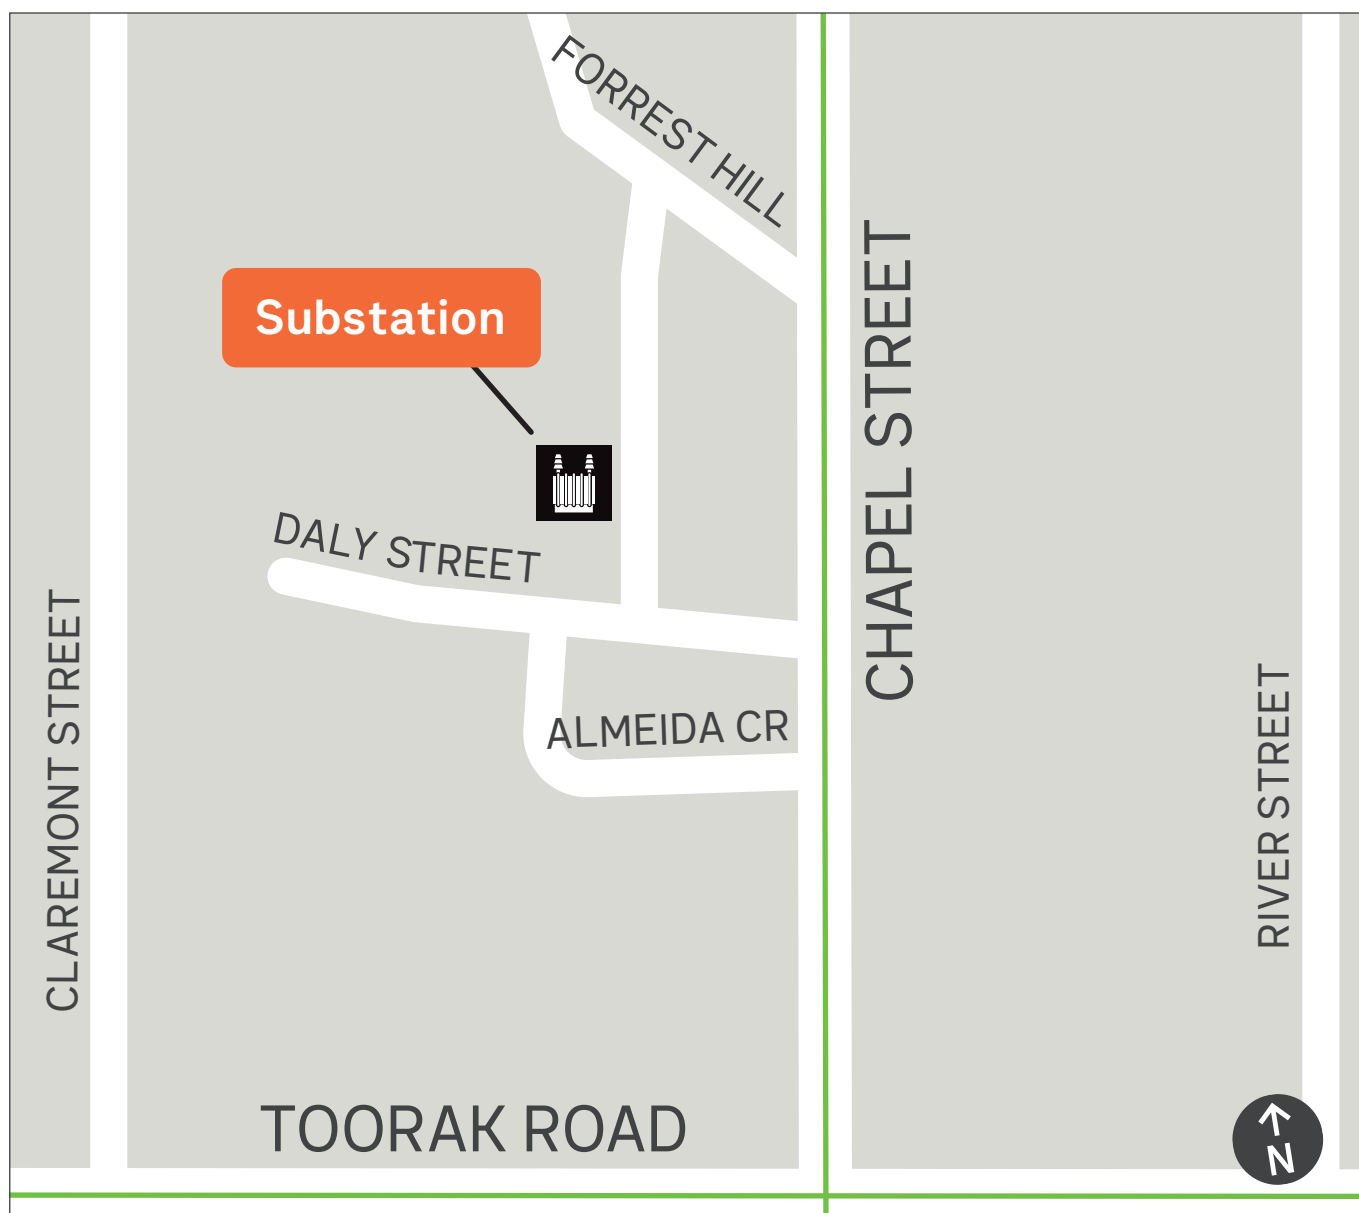 FORREST HILL
CHAPEL STREET
Substation
DALY STREET
CLAREMONT STREET
ALMEIDA CR
RIVER STREET
TOORAK ROAD
N